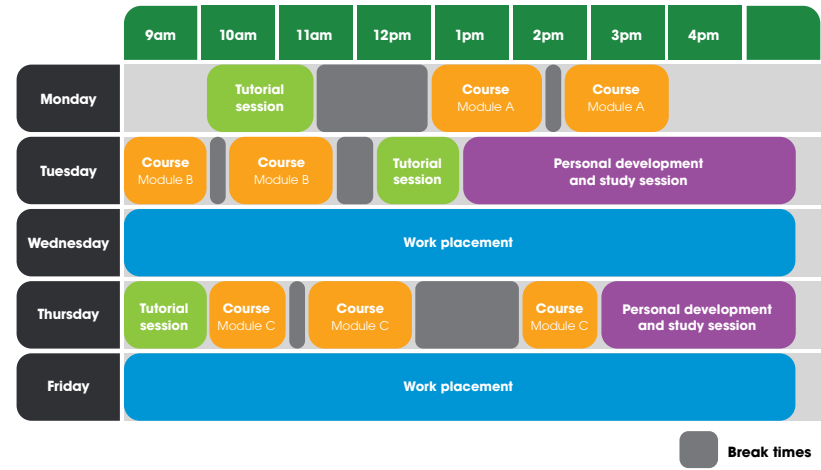 9am 10am 11am 12pm 1pm 2pm 3pm 4pm
Monday
Tutorial
session
Course
Module A
Course
Module A
Tuesday
Course
Module B
Course
Module B
Tutorial
session
Personal development
and study session
Wednesday
Work placement
Thursday
Tutorial
session
Course
Module C
Course
Module C
Course
Module C
Personal development
and study session
Friday
Work placement
Break times